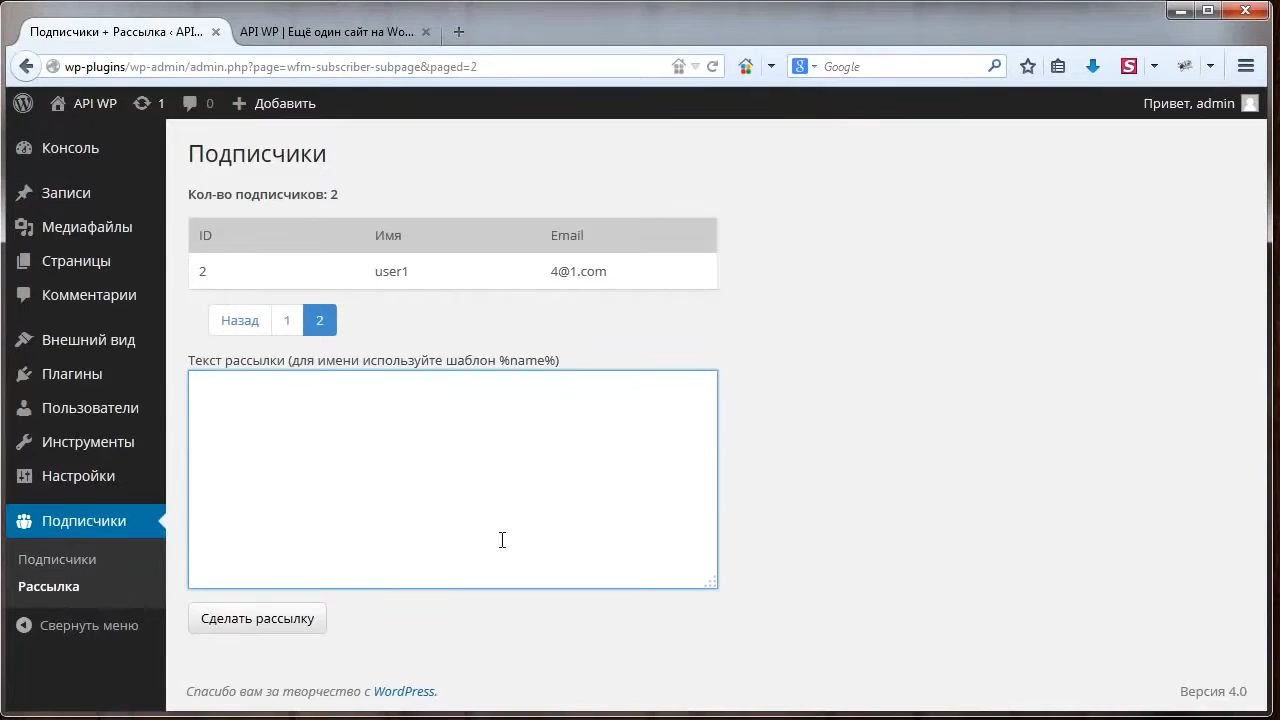 Подписчики + Рассылка ‹ API...
API WP | Ещё один сайт на Wo...
wp-plugins/wp-admin/admin.php?page=wfm-subscriber-subpage&paged=2
Google
API WP
1
0
Добавить
Привет, admin
Консоль
Записи
Медиафайлы
Страницы
Комментарии
Внешний вид
Плагины
Пользователи
Инструменты
Настройки
Подписчики
Подписчики
Рассылка
Свернуть меню
Подписчики
Кол-во подписчиков: 2
ID Имя Email
2 user1 4@1.com
Назад 1 2
Текст рассылки (для имени используйте шаблон %name%)
Сделать рассылку
Спасибо вам за творчество с WordPress.
Версия 4.0